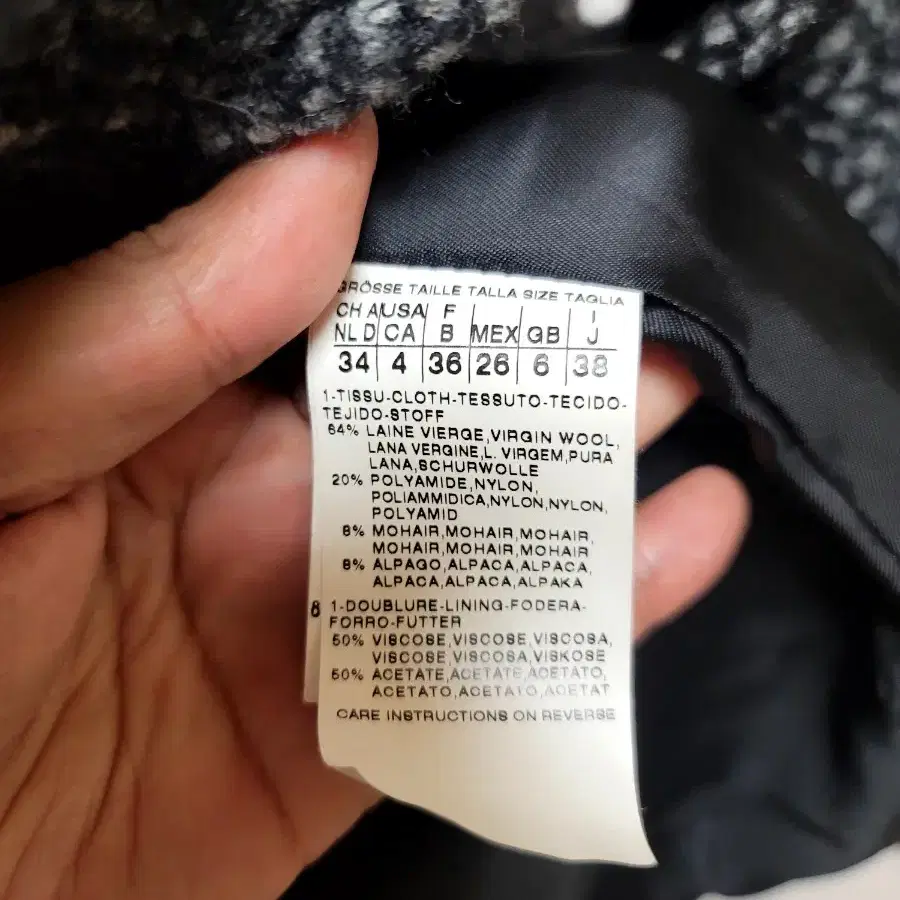 GRÖSSE TAILLE TALLA SIZE TAGLIA
CH A USA F I
NL D CA B MEX GB J
34 4 36 26 6 38
1-TISSU-CLOTH-TESSUTO-TECIDO-
TEJIDO-STOFF
64% LAINE VIERGE,VIRGIN WOOL,
LANA VERGINE,L. VIRGEM,PURA
LANA,SCHURWOLLE
20% POLYAMIDE,NYLON,
POLIAMMIDICA,NYLON,NYLON,
POLYAMID
8% MOHAIR,MOHAIR,MOHAIR,
MOHAIR,MOHAIR,MOHAIR
8% ALPAGO,ALPACA,ALPACA,
ALPACA,ALPACA,ALPAKA
8
1-DOUBLURE-LINING-FODERA-
FORRO-FUTTER
50% VISCOSE,VISCOSE,VISCOSA,
VISCOSE,VISCOSA,VISKOSE
50% ACETATE,ACETATE,ACETATO,
ACETATO,ACETATO,ACETAT
CARE INSTRUCTIONS ON REVERSE